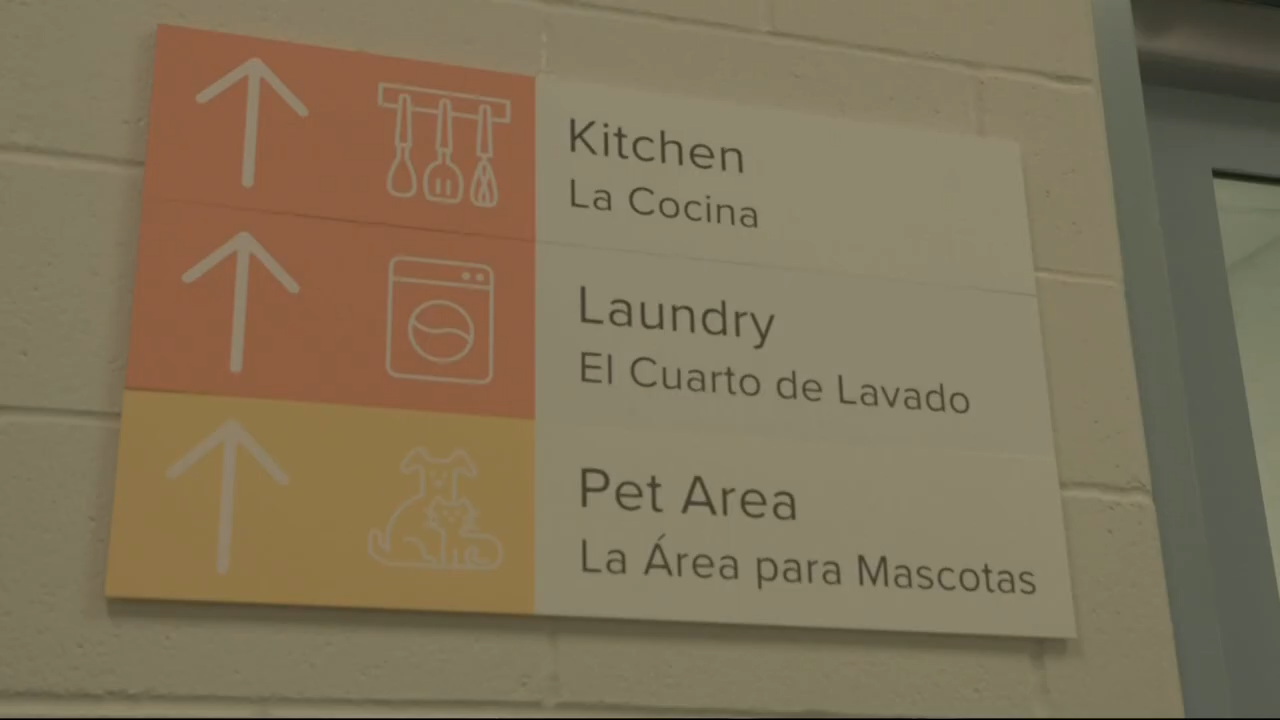 Kitchen
La Cocina
Laundry
El Cuarto de Lavado
Pet Area
La Área para Mascotas